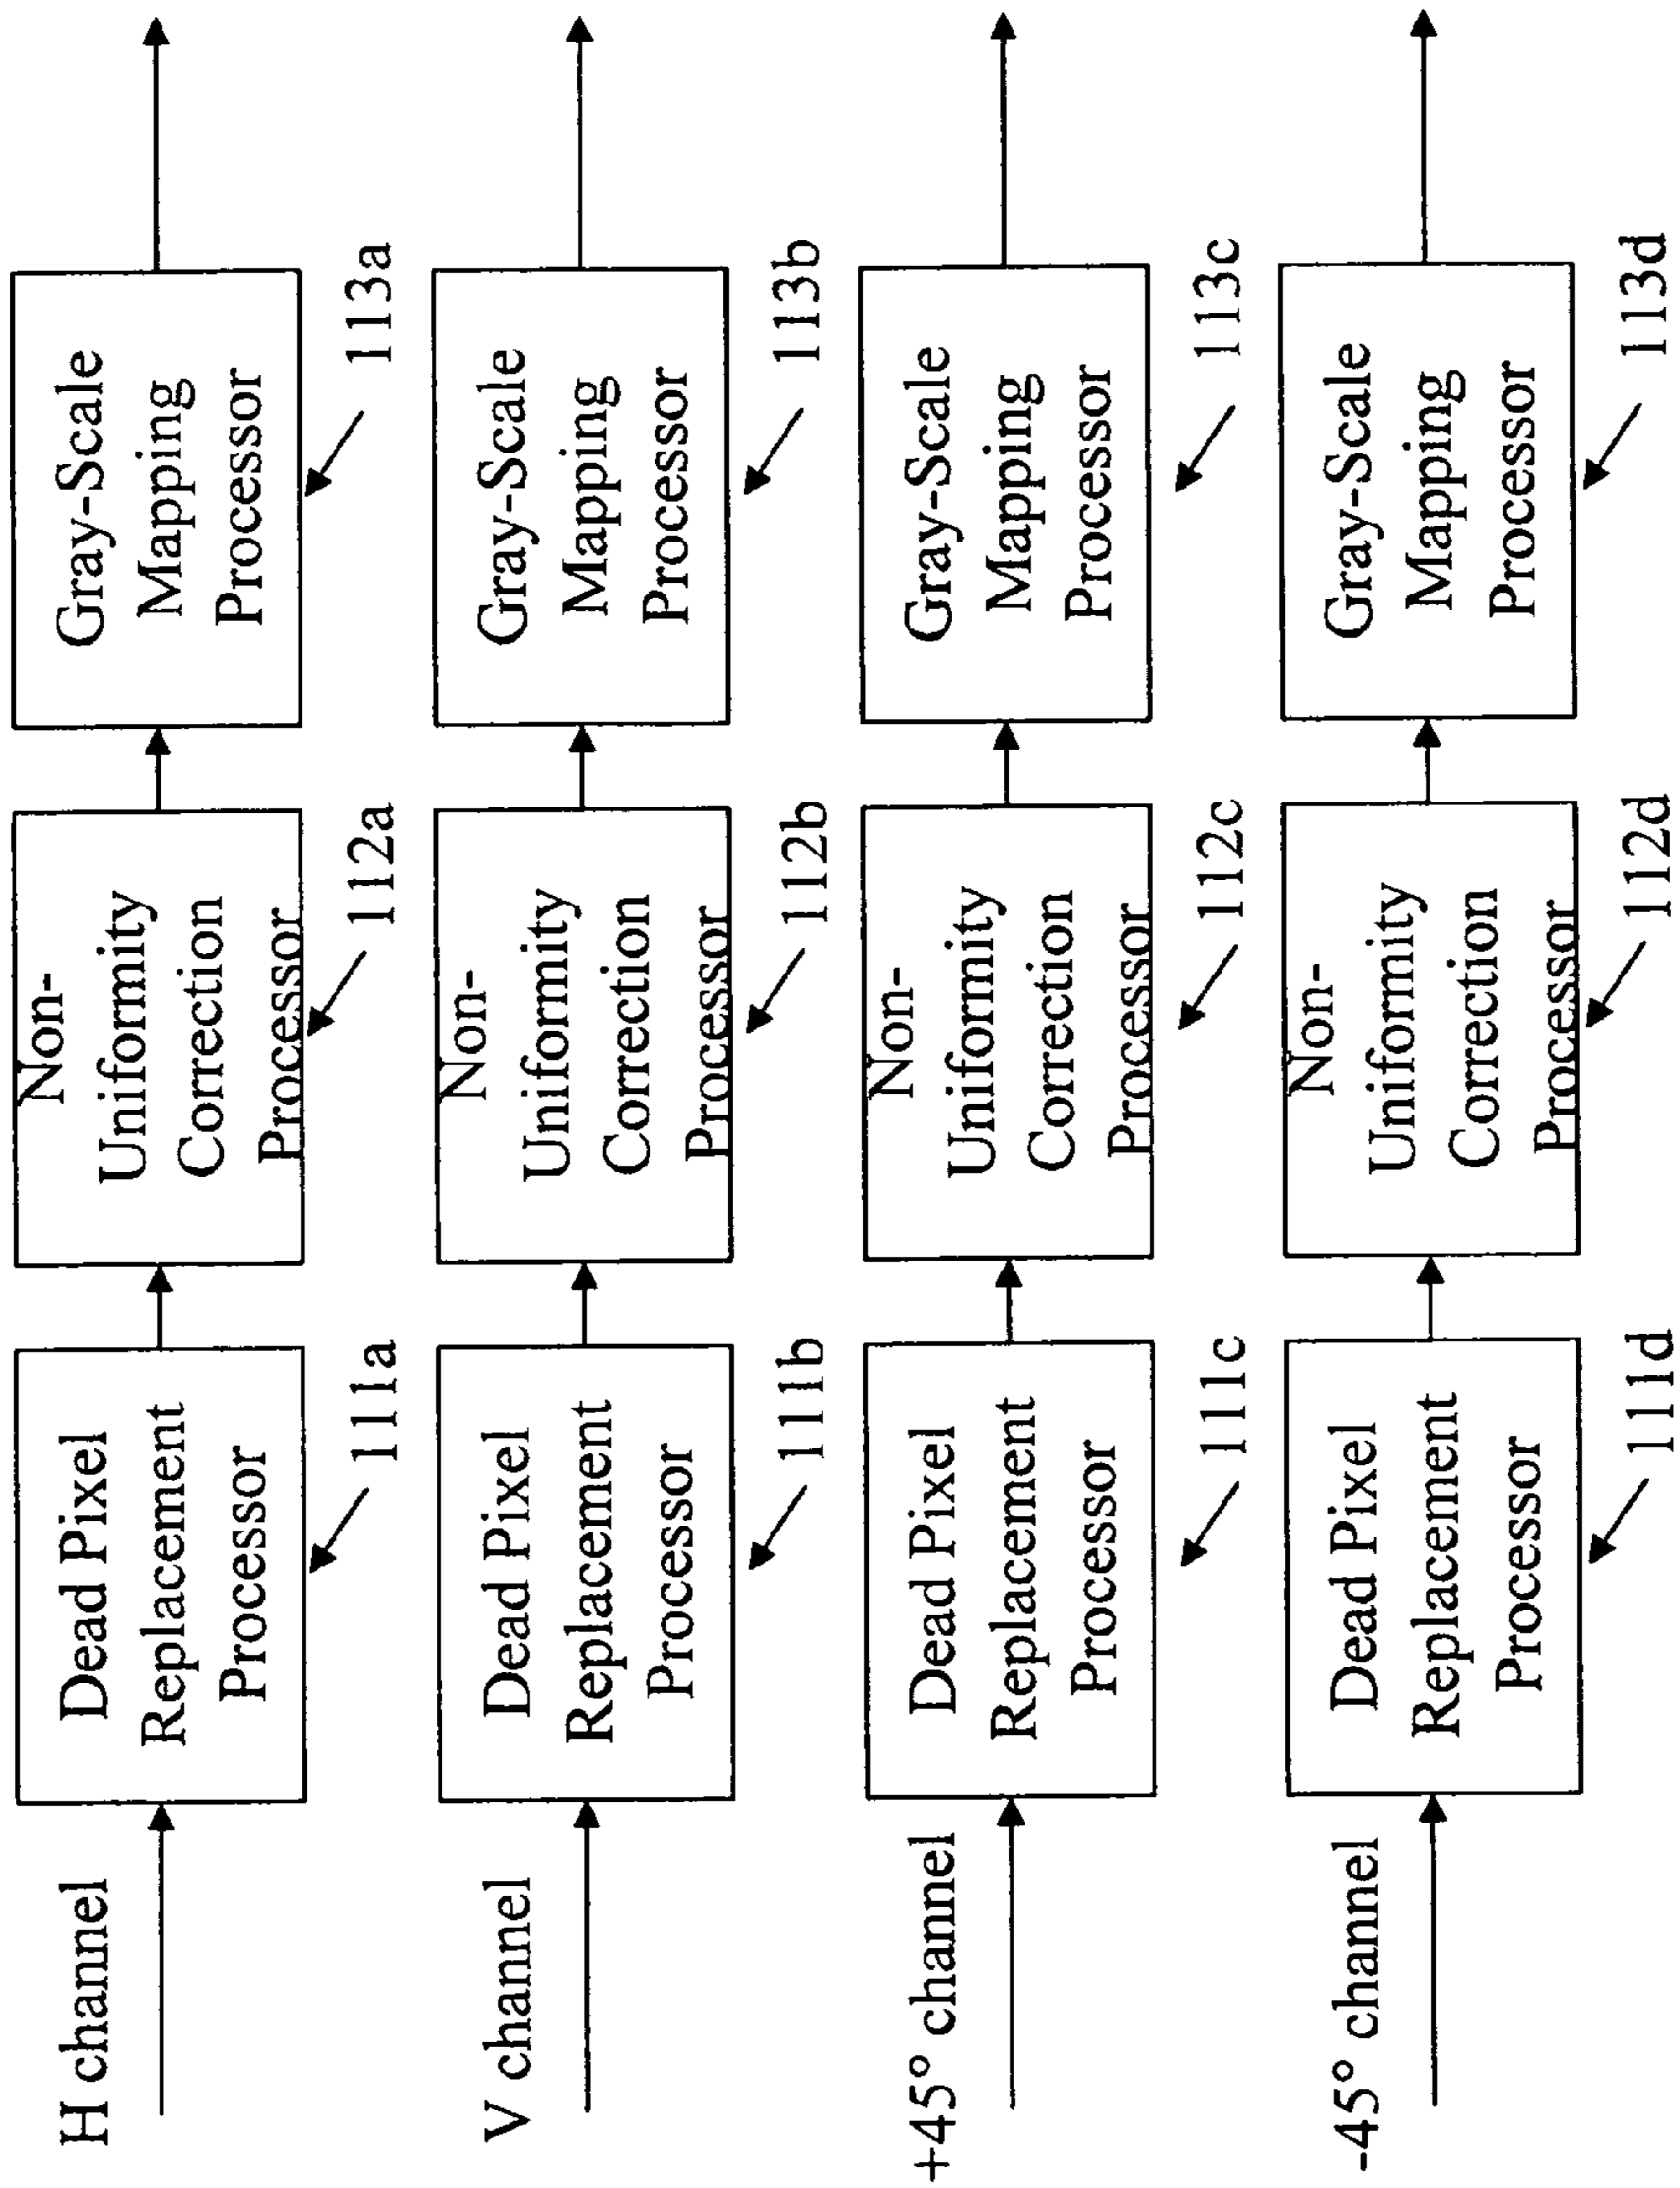 H channel
Dead Pixel
Replacement
Processor
111a
Non-
Uniformity
Correction
Processor
112a
Gray-Scale
Mapping
Processor
113a
V channel
Dead Pixel
Replacement
Processor
111b
Non-
Uniformity
Correction
Processor
112b
Gray-Scale
Mapping
Processor
113b
+45° channel
Dead Pixel
Replacement
Processor
111c
Non-
Uniformity
Correction
Processor
112c
Gray-Scale
Mapping
Processor
113c
-45° channel
Dead Pixel
Replacement
Processor
111d
Non-
Uniformity
Correction
Processor
112d
Gray-Scale
Mapping
Processor
113d